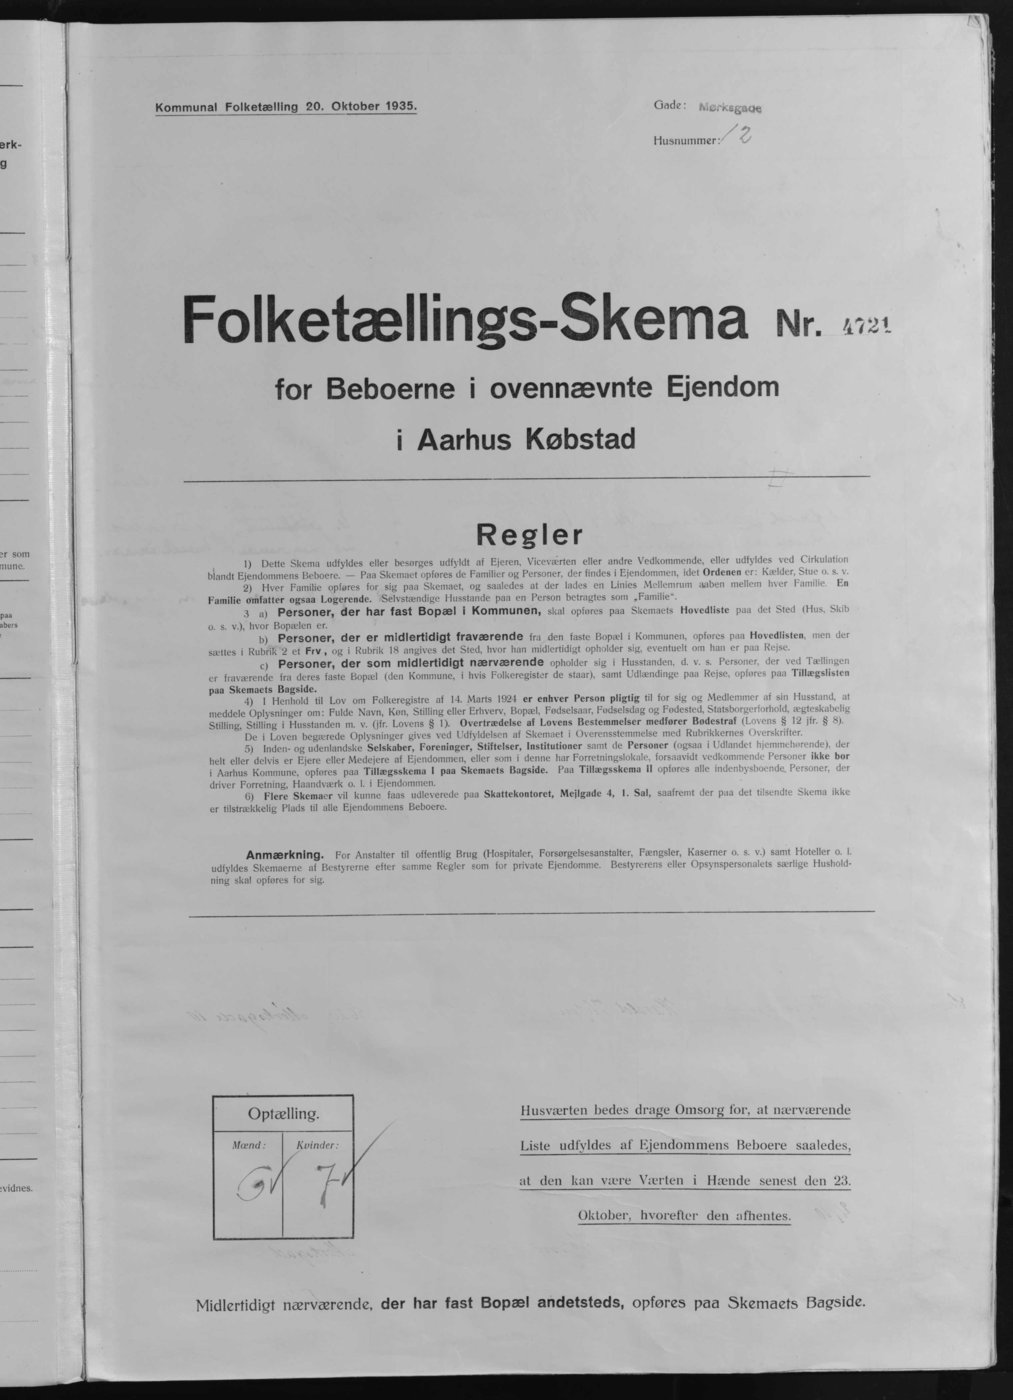 Kommunal Folketælling 20. Oktober 1935.
Gade: Mørksgade
Husnummer: 12
Folketællings-Skema Nr. 4721
for Beboerne i ovennævnte Ejendom
i Aarhus Købstad
Regler
1) Dette Skema udfyldes eller besørges udfyldt af Ejeren, Viceværten eller andre Vedkommende, eller udfyldes ved Cirkulation
blandt Ejendommens Beboere. — Paa Skemaet opføres de Familier og Personer, der findes i Ejendommen, idet Ordenen er: Kælder, Stue o. s. v.
2) Hver Familie opføres for sig paa Skemaet, og saaledes at der lades en Linies Mellemrum aaben mellem hver Familie. En
Familie omfatter ogsaa Logerende. Selvstændige Husstande paa en Person betragtes som „Familie“.
3 a) Personer, der har fast Bopæl i Kommunen, skal opføres paa Skemaets Hovedliste paa det Sted (Hus, Skib
o. s. v.), hvor Bopælen er.
b) Personer, der er midlertidigt fraværende fra den faste Bopæl i Kommunen, opføres paa Hovedlisten, men der
sættes i Rubrik 2 et Frv., og i Rubrik 18 angives det Sted, hvor han midlertidigt opholder sig, eventuelt om han er paa Rejse.
c) Personer, der som midlertidigt nærværende opholder sig i Husstanden, d. v. s. Personer, der ved Tællingen
er fraværende fra deres faste Bopæl (den Kommune, i hvis Folkeregister de staar), samt Udlændinge paa Rejse, opføres paa Tillægslisten
paa Skemaets Bagside.
4) I Henhold til Lov om Folkeregistre af 14. Marts 1924 er enhver Person pligtig til for sig og Medlemmer af sin Husstand, at
meddele Oplysninger om: Fulde Navn, Køn, Stilling eller Erhverv, Bopæl, Fødselsaar, Fødselsdag og Fødested, Statsborgerforhold, ægteskabelig
Stilling, Stilling i Husstanden m. v. (jfr. Lovens § 1). Overtrædelse af Lovens Bestemmelser medfører Bødestraf (Lovens § 12 jfr. § 8).
De i Loven begærede Oplysninger gives ved Udfyldelsen af Skemaet i Overensstemmelse med Rubrikkernes Overskrifter.
5) Inden- og udenlandske Selskaber, Foreninger, Stiftelser, Institutioner samt de Personer (ogsaa i Udlandet hjemmehørende), der
helt eller delvis er Ejere eller Medejere af Ejendommen, eller som i denne har Forretningslokale, forsaavidt vedkommende Personer ikke bor
i Aarhus Kommune, opføres paa Tillægsskema I paa Skemaets Bagside. Paa Tillægsskema II opføres alle indenbysboende Personer, der
driver Forretning, Haandværk o. l. i Ejendommen.
6) Flere Skemaer vil kunne faas udleverede paa Skattekontoret, Mejlgade 4, 1. Sal, saafremt der paa det tilsendte Skema ikke
er tilstrækkelig Plads til alle Ejendommens Beboere.
Anmærkning. For Anstalter til offentlig Brug (Hospitaler, Forsørgelsesanstalter, Fængsler, Kaserner o. s. v.) samt Hoteller o. l.
udfyldes Skemaerne af Bestyrerne efter samme Regler som for private Ejendomme. Bestyrerens eller Opsynspersonalets særlige Hushold-
ning skal opføres for sig.
Optælling.
Mænd: Kvinder:
6 7
Husværten bedes drage Omsorg for, at nærværende
Liste udfyldes af Ejendommens Beboere saaledes,
at den kan være Værten i Hænde senest den 23.
Oktober, hvorefter den afhentes.
Midlertidigt nærværende, der har fast Bopæl andetsteds, opføres paa Skemaets Bagside.